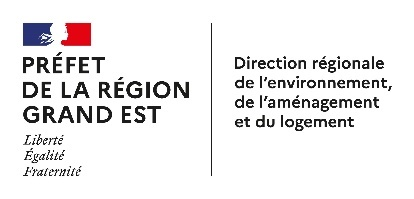 PRÉFET
DE LA RÉGION
GRAND EST
Liberté
Égalité
Fraternité
Direction régionale
de l'environnement,
de l'aménagement
et du logement